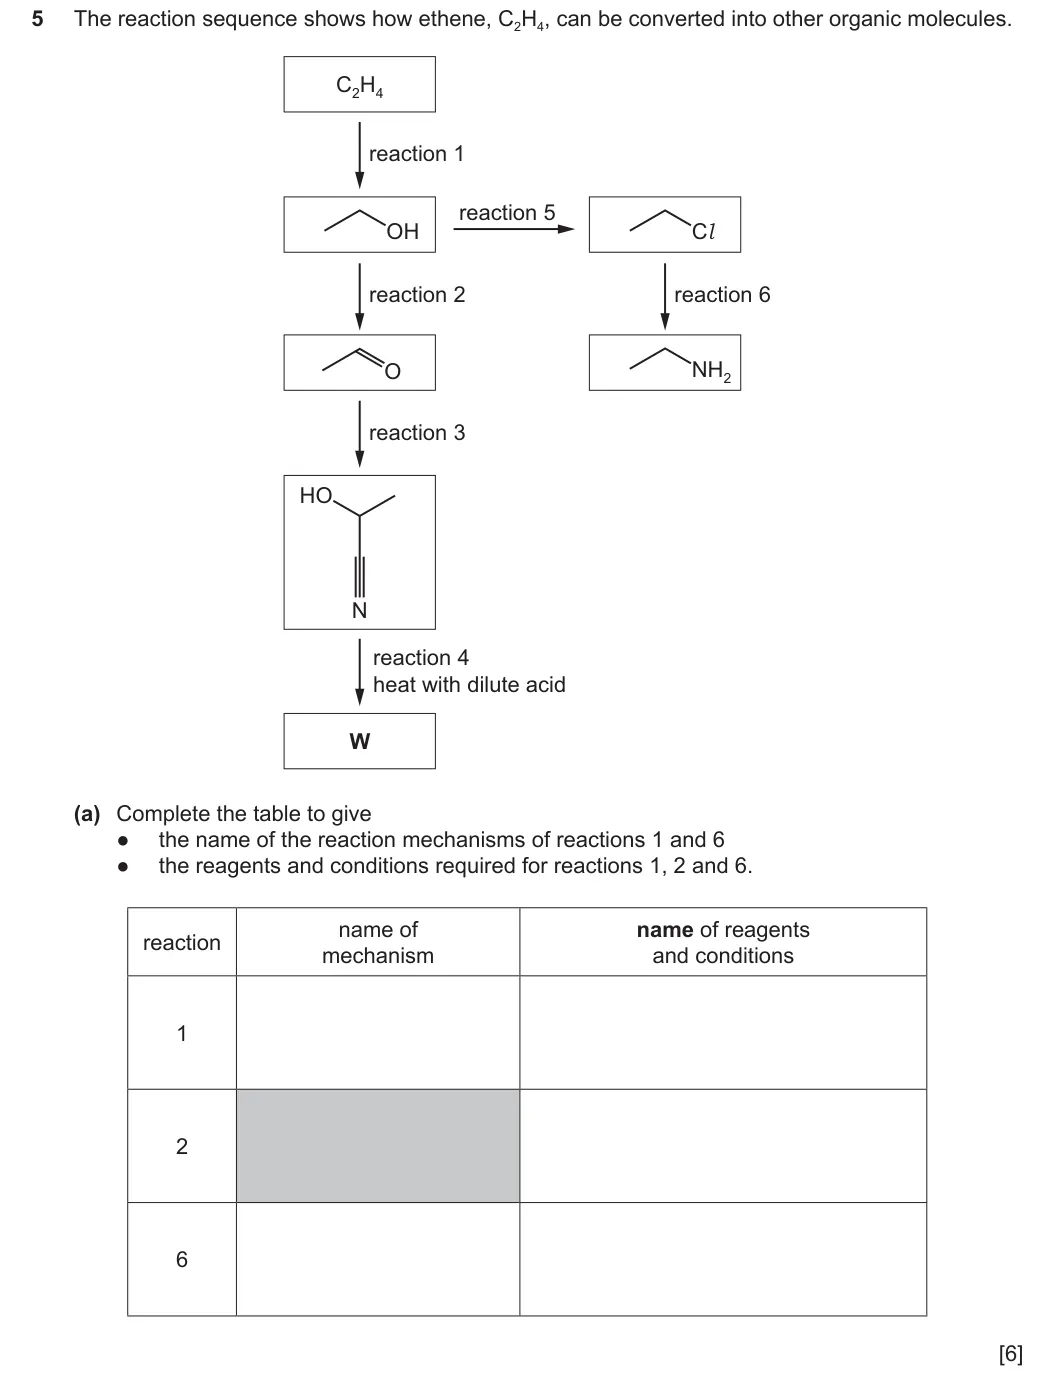 5 The reaction sequence shows how ethene, C₂H₄, can be converted into other organic molecules.
C₂H₄
reaction 1
OH
reaction 5
Cl
reaction 2
reaction 6
O
NH₂
reaction 3
HO
N
reaction 4
heat with dilute acid
W
(a) Complete the table to give
● the name of the reaction mechanisms of reactions 1 and 6
● the reagents and conditions required for reactions 1, 2 and 6.
reaction
name of
mechanism
name of reagents
and conditions
1
2
6
[6]